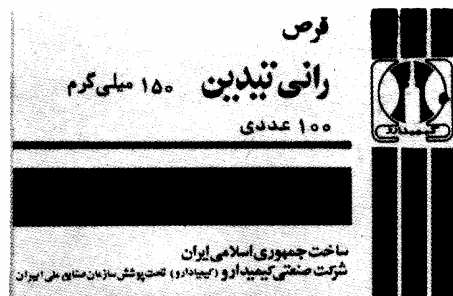 قرص
رانی تیدین ۱۵۰ میلی‌گرم
۱۰۰ عددی
کیمیدارو
ساخت جمهوری اسلامی ایران
شرکت صنعتی کیمیدارو (کیمیادارو) تحت پوشش سازمان صنایع ملی ایران